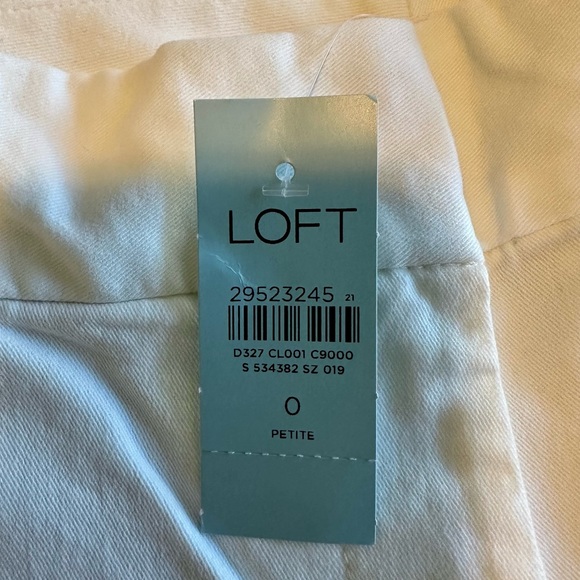 LOFT
29523245 21
D327 CL001 C9000
S 534382 SZ 019
0
PETITE